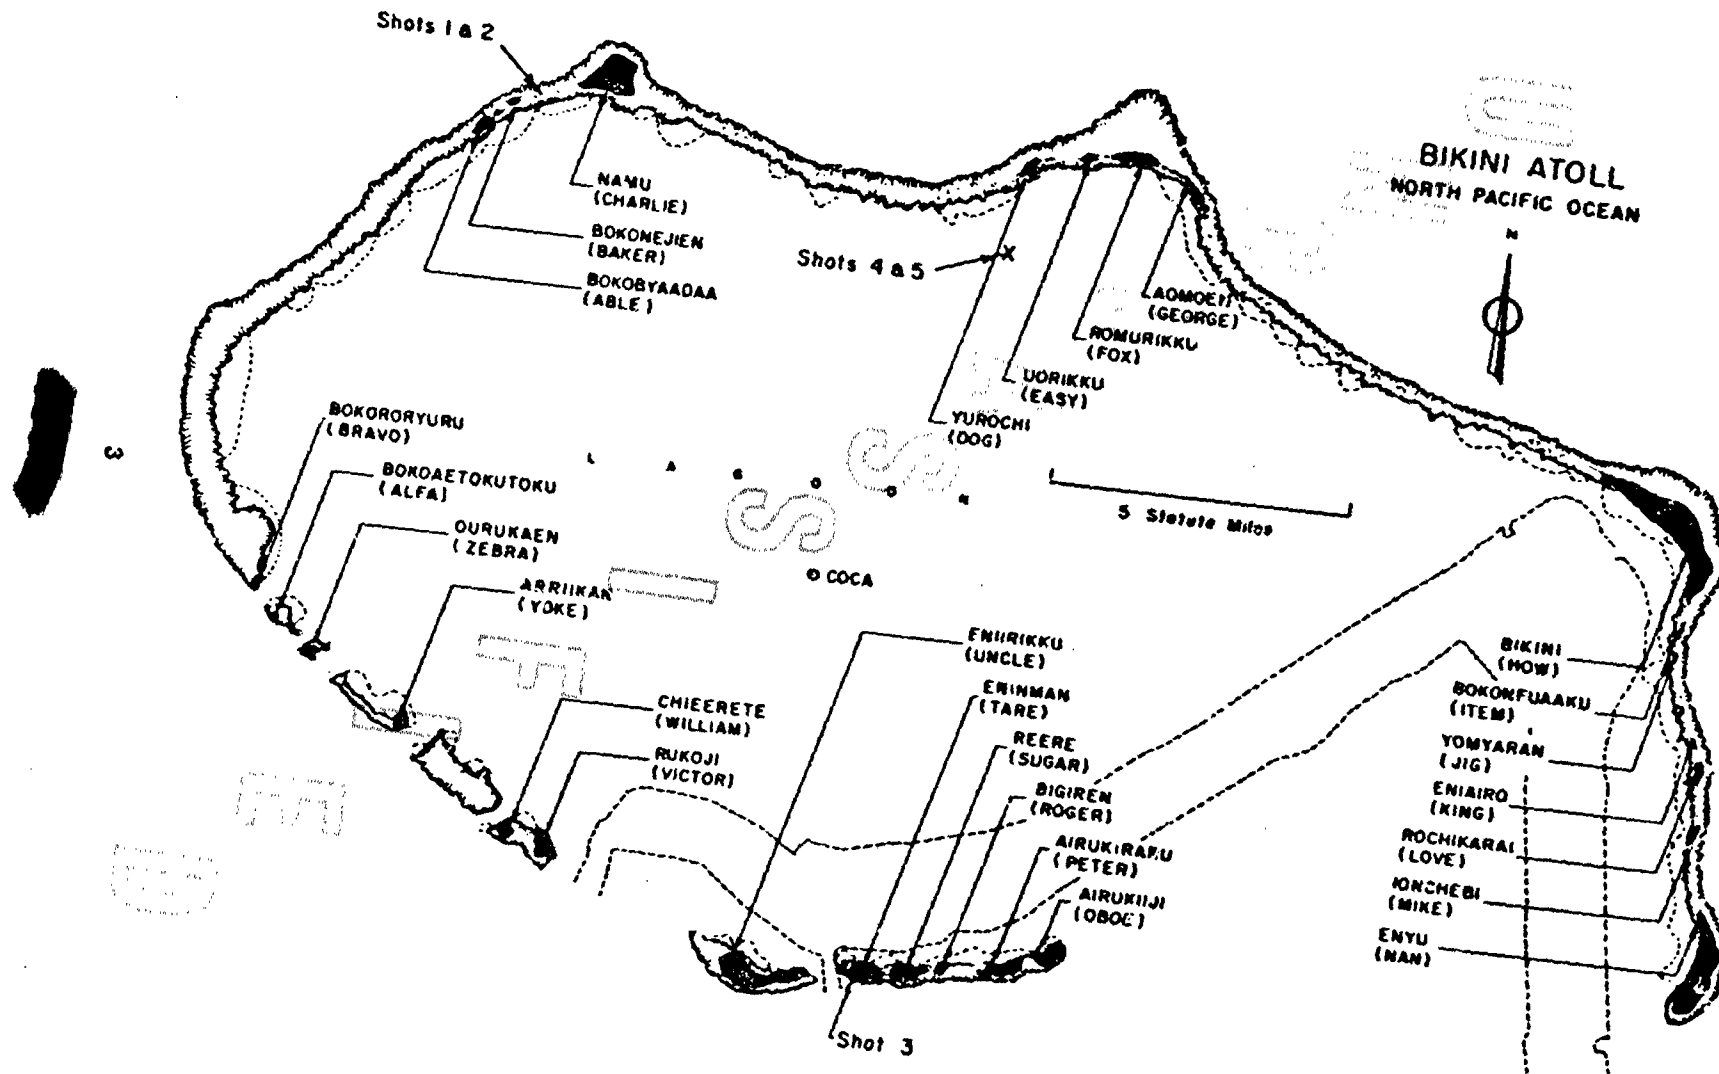 Shots 1 & 2
BIKINI ATOLL
NORTH PACIFIC OCEAN
N
NAMU
(CHARLIE)
BOKONEJIEN
(BAKER)
BOKOBYAADAA
(ABLE)
Shots 4 & 5
X
AOMOEN
(GEORGE)
ROMURIKKU
(FOX)
UORIKKU
(EASY)
YUROCHI
(DOG)
BOKORORYURU
(BRAVO)
BOKOAETOKUTOKU
(ALFA)
OURUKAEN
(ZEBRA)
ARRIIKAN
(YOKE)
3
L A G O O N
5 Statute Miles
COCA
CHIEERETE
(WILLIAM)
RUKOJI
(VICTOR)
ENIIRIKKU
(UNCLE)
ENINMAN
(TARE)
REERE
(SUGAR)
BIGIREN
(ROGER)
AIRUKIRARU
(PETER)
AIRUKIIJI
(OBOE)
BIKINI
(HOW)
BOKONFUAAKU
(ITEM)
YOMYARAN
(JIG)
ENIAIRO
(KING)
ROCHIKARAI
(LOVE)
IONCHEBI
(MIKE)
ENYU
(NAN)
Shot 3